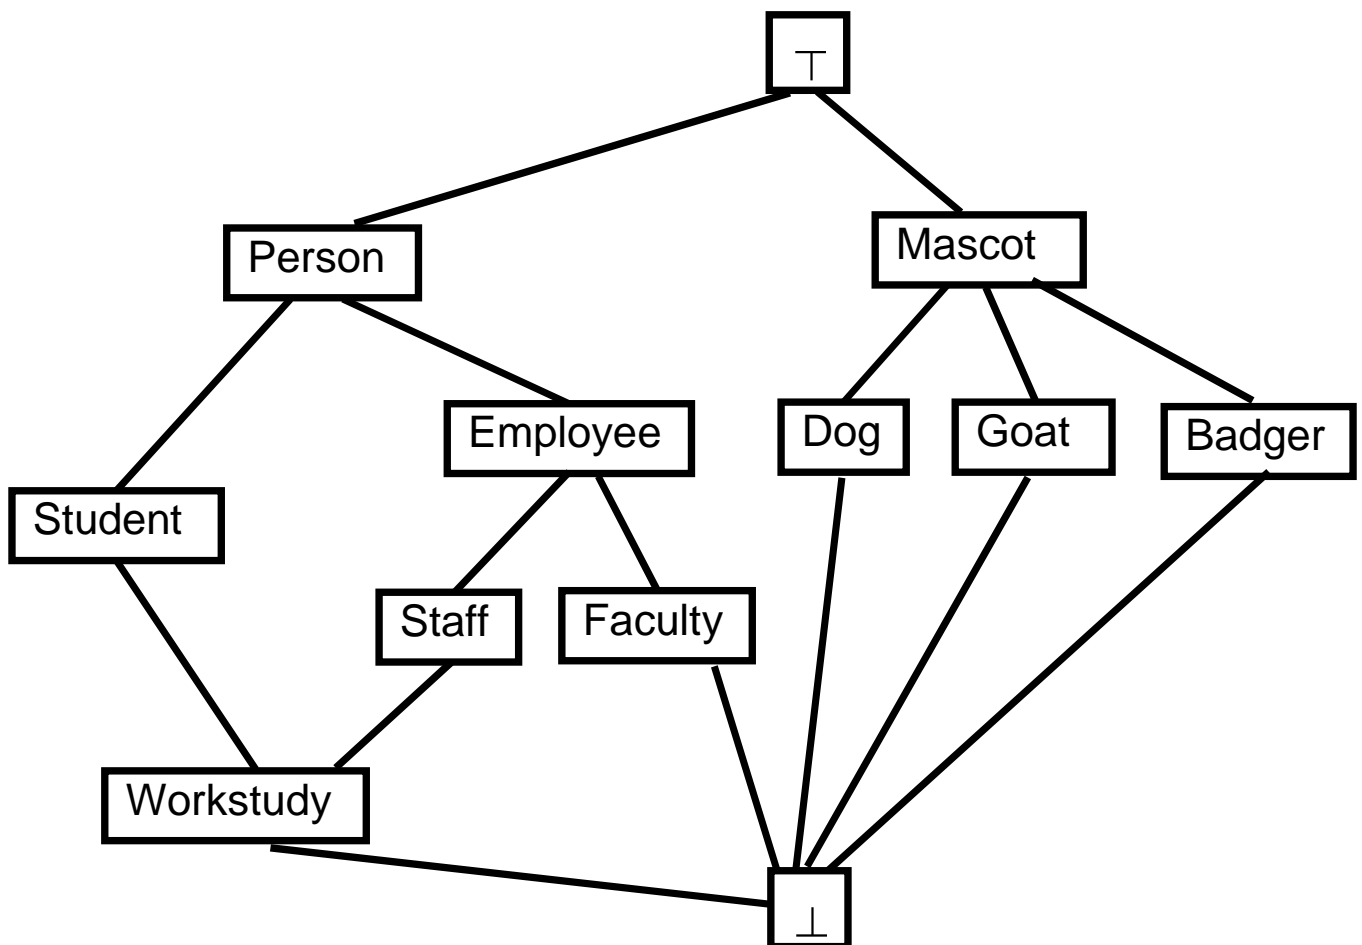 ⊤
Person
Mascot
Employee
Dog
Goat
Badger
Student
Staff
Faculty
Workstudy
⊥